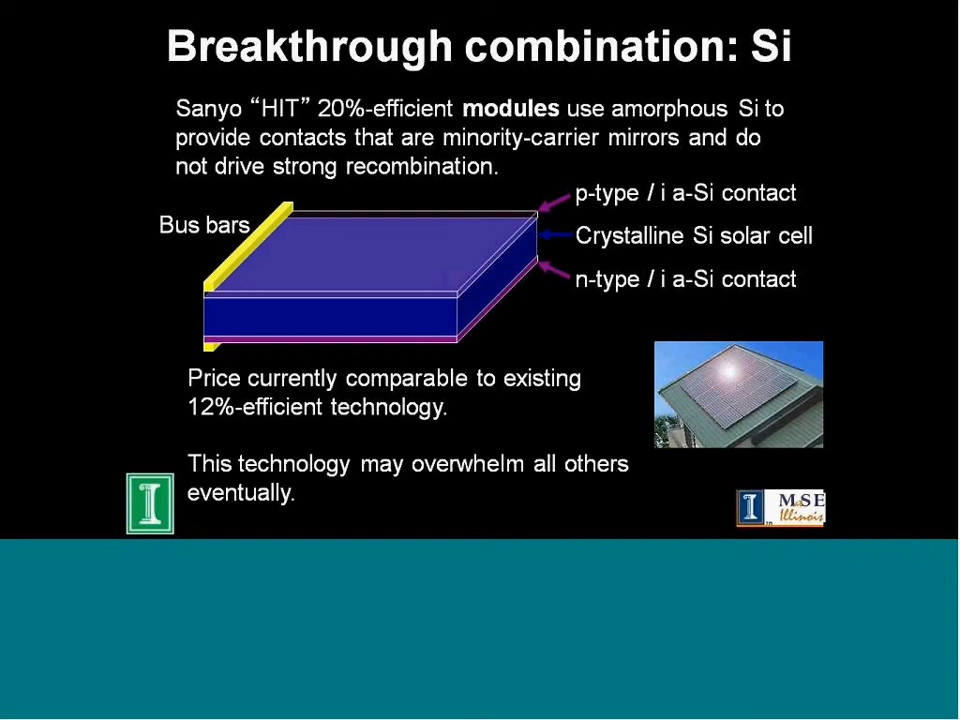 Breakthrough combination: Si
Sanyo “HIT” 20%-efficient modules use amorphous Si to
provide contacts that are minority-carrier mirrors and do
not drive strong recombination.
p-type / i a-Si contact
Bus bars
Crystalline Si solar cell
n-type / i a-Si contact
Price currently comparable to existing
12%-efficient technology.
This technology may overwhelm all others
eventually.
I
I
MatSE
Illinois